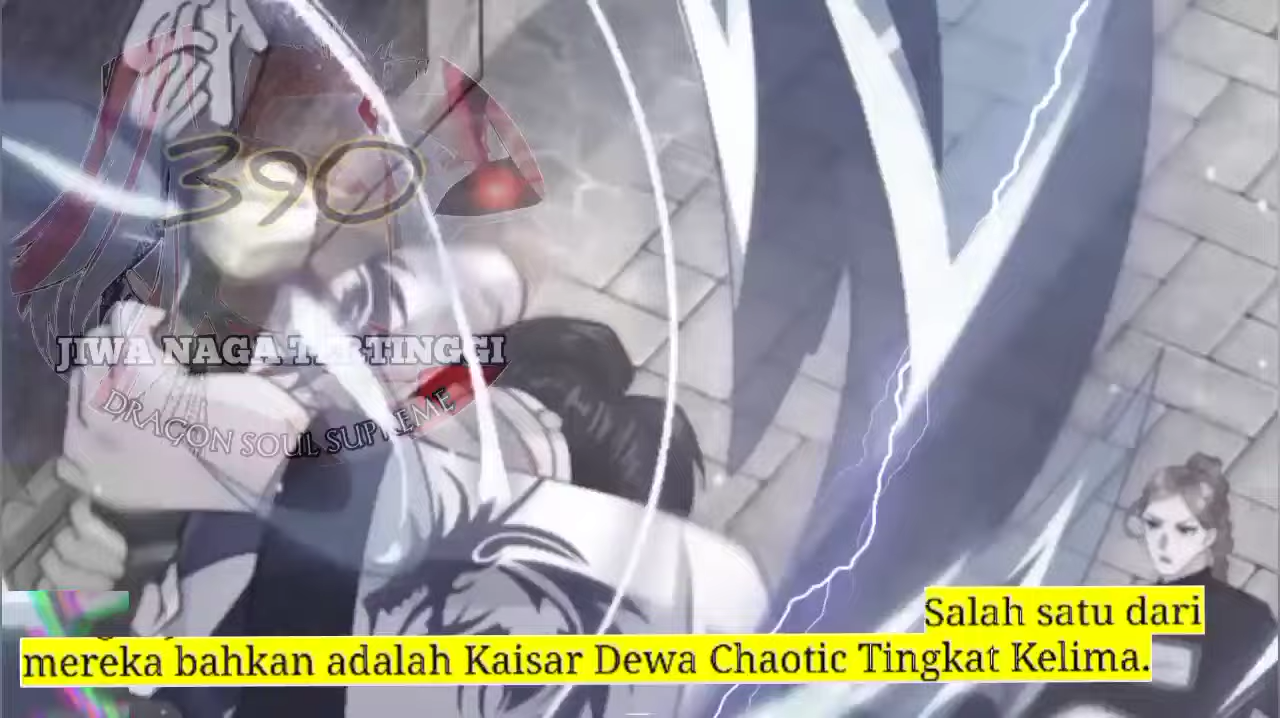 390
JIWA NAGA TERTINGGI
DRAGON SOUL SUPREME
Salah satu dari
mereka bahkan adalah Kaisar Dewa Chaotic Tingkat Kelima.